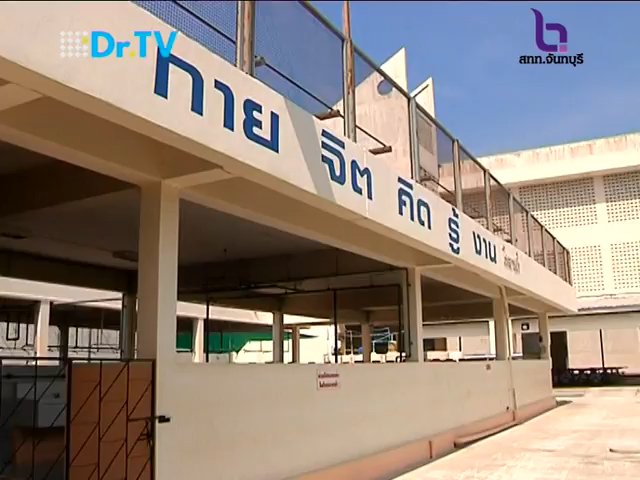 Dr.TV
สทท.จันทบุรี
กาย จิต คิด รู้ งาน